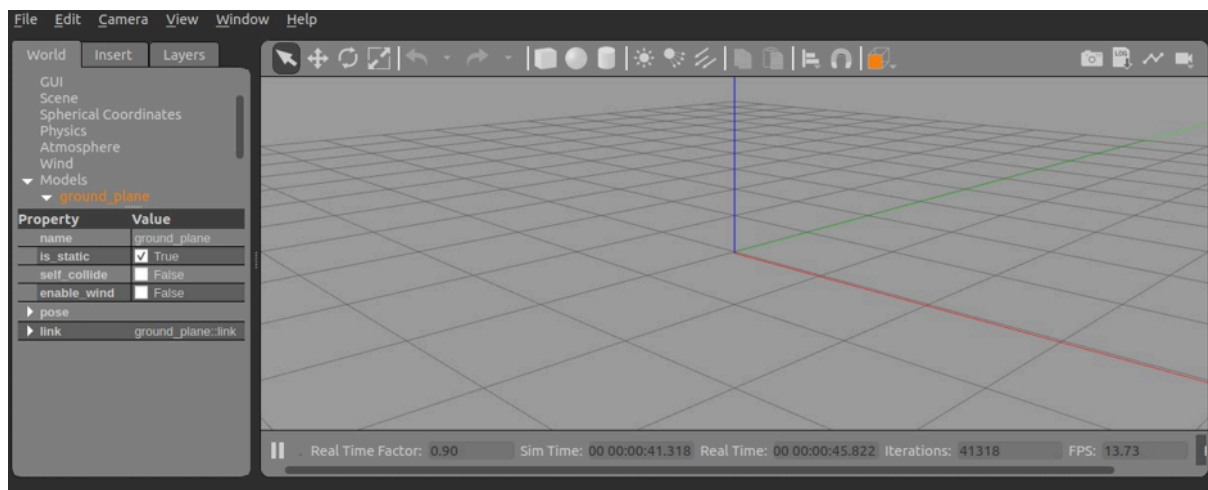 File Edit Camera View Window Help
World Insert Layers
GUI
Scene
Spherical Coordinates
Physics
Atmosphere
Wind
Models
ground_plane
Property Value
name ground_plane
is_static True
self_collide False
enable_wind False
pose
link ground_plane::link
LOG
Real Time Factor: 0.90 Sim Time: 00 00:00:41.318 Real Time: 00 00:00:45.822 Iterations: 41318 FPS: 13.73